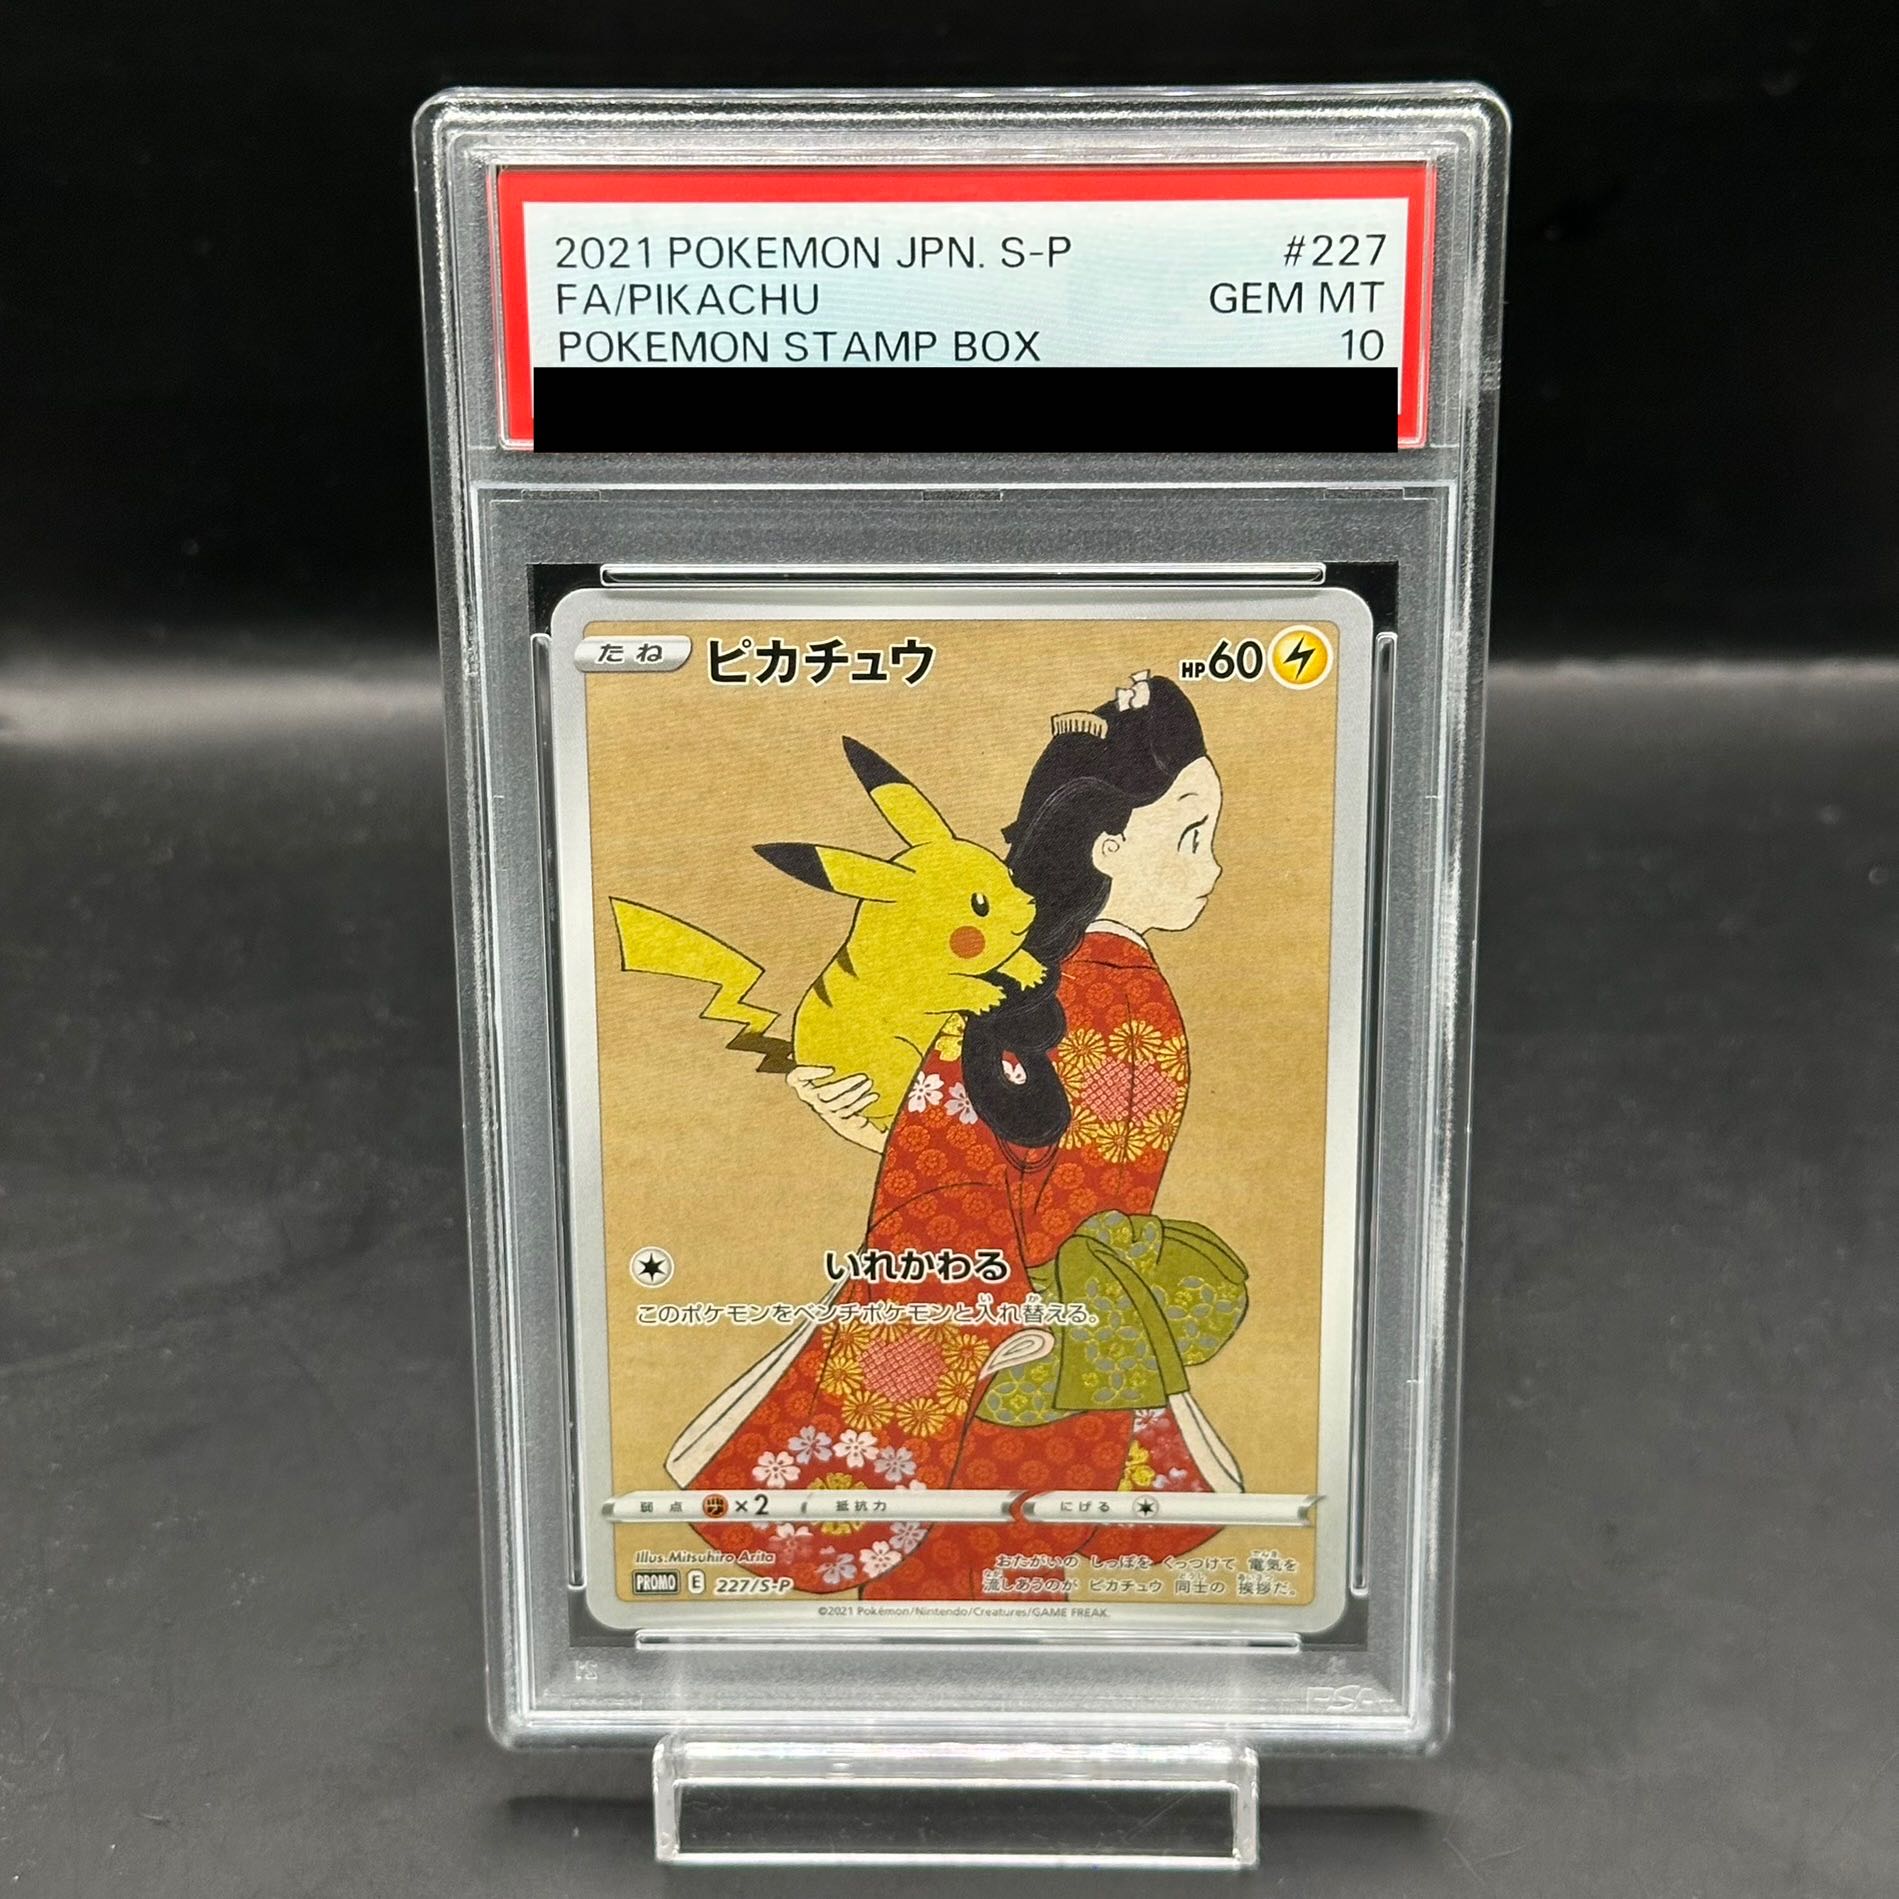 2021 POKEMON JPN. S-P #227
FA/PIKACHU GEM MT
POKEMON STAMP BOX 10
たね ピカチュウ HP60
いれかわる
このポケモンをベンチポケモンと入れ替える。
弱点 ×2 抵抗力 にげる
Illus. Mitsuhiro Arita
PROMO E 227/S-P
おたがいの しっぽを くっつけて 電気を
流しあうのが ピカチュウ 同士の 挨拶だ。
©2021 Pokémon/Nintendo/Creatures/GAME FREAK.
PSA